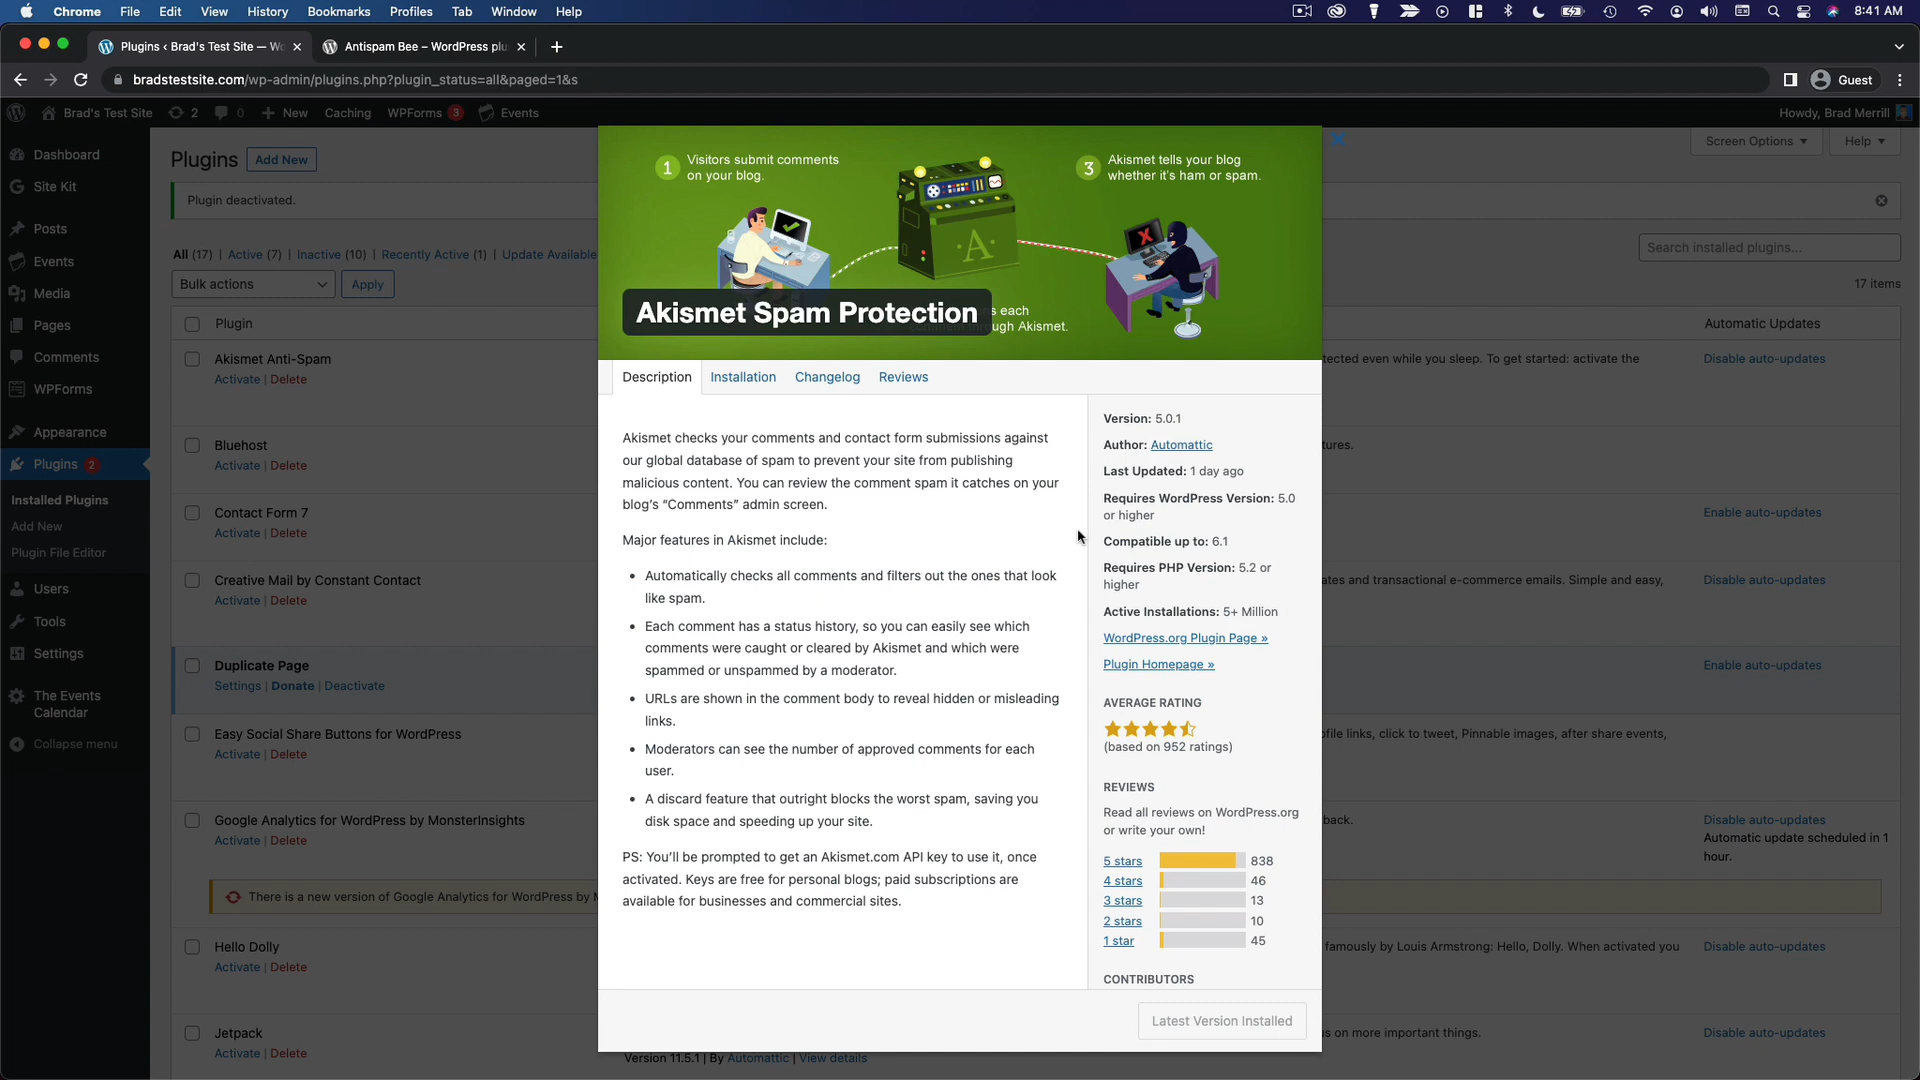 Chrome File Edit View History Bookmarks Profiles Tab Window Help 8:41 AM
Plugins ‹ Brad's Test Site — Wo Antispam Bee – WordPress plu
bradstestsite.com/wp-admin/plugins.php?plugin_status=all&paged=1&s Guest
Brad's Test Site 2 0 New Caching WPForms 3 Events Howdy, Brad Merrill
Screen Options Help
Plugins Add New
Plugin deactivated.
All (17) | Active (7) | Inactive (10) | Recently Active (1) | Update Available
Search installed plugins...
Bulk actions Apply 17 items
Dashboard
Site Kit
Posts
Events
Media
Pages
Comments
WPForms
Appearance
Plugins 2
Installed Plugins
Add New
Plugin File Editor
Users
Tools
Settings
The Events
Calendar
Collapse menu
Plugin Automatic Updates
Akismet Anti-Spam
Activate | Delete
tected even while you sleep. To get started: activate the
Disable auto-updates
Bluehost
Activate | Delete
tures.
Contact Form 7
Activate | Delete
Enable auto-updates
Creative Mail by Constant Contact
Activate | Delete
ates and transactional e-commerce emails. Simple and easy,
Disable auto-updates
Duplicate Page
Settings | Donate | Deactivate
Enable auto-updates
Easy Social Share Buttons for WordPress
Activate | Delete
ofile links, click to tweet, Pinnable images, after share events,
Google Analytics for WordPress by MonsterInsights
Activate | Delete
back.
Disable auto-updates
Automatic update scheduled in 1
hour.
There is a new version of Google Analytics for WordPress by M
Hello Dolly
Activate | Delete
famously by Louis Armstrong: Hello, Dolly. When activated you
Disable auto-updates
Jetpack
Activate | Delete
us on more important things.
Disable auto-updates
Version 11.5.1 | By Automattic | View details
1 Visitors submit comments
on your blog.
3 Akismet tells your blog
whether it's ham or spam.
A
s each
ugh Akismet.
Akismet Spam Protection
Description Installation Changelog Reviews
Akismet checks your comments and contact form submissions against
our global database of spam to prevent your site from publishing
malicious content. You can review the comment spam it catches on your
blog's “Comments” admin screen.
Major features in Akismet include:
• Automatically checks all comments and filters out the ones that look
like spam.
• Each comment has a status history, so you can easily see which
comments were caught or cleared by Akismet and which were
spammed or unspammed by a moderator.
• URLs are shown in the comment body to reveal hidden or misleading
links.
• Moderators can see the number of approved comments for each
user.
• A discard feature that outright blocks the worst spam, saving you
disk space and speeding up your site.
PS: You'll be prompted to get an Akismet.com API key to use it, once
activated. Keys are free for personal blogs; paid subscriptions are
available for businesses and commercial sites.
Version: 5.0.1
Author: Automattic
Last Updated: 1 day ago
Requires WordPress Version: 5.0
or higher
Compatible up to: 6.1
Requires PHP Version: 5.2 or
higher
Active Installations: 5+ Million
WordPress.org Plugin Page »
Plugin Homepage »
AVERAGE RATING
(based on 952 ratings)
REVIEWS
Read all reviews on WordPress.org
or write your own!
5 stars 838
4 stars 46
3 stars 13
2 stars 10
1 star 45
CONTRIBUTORS
Latest Version Installed